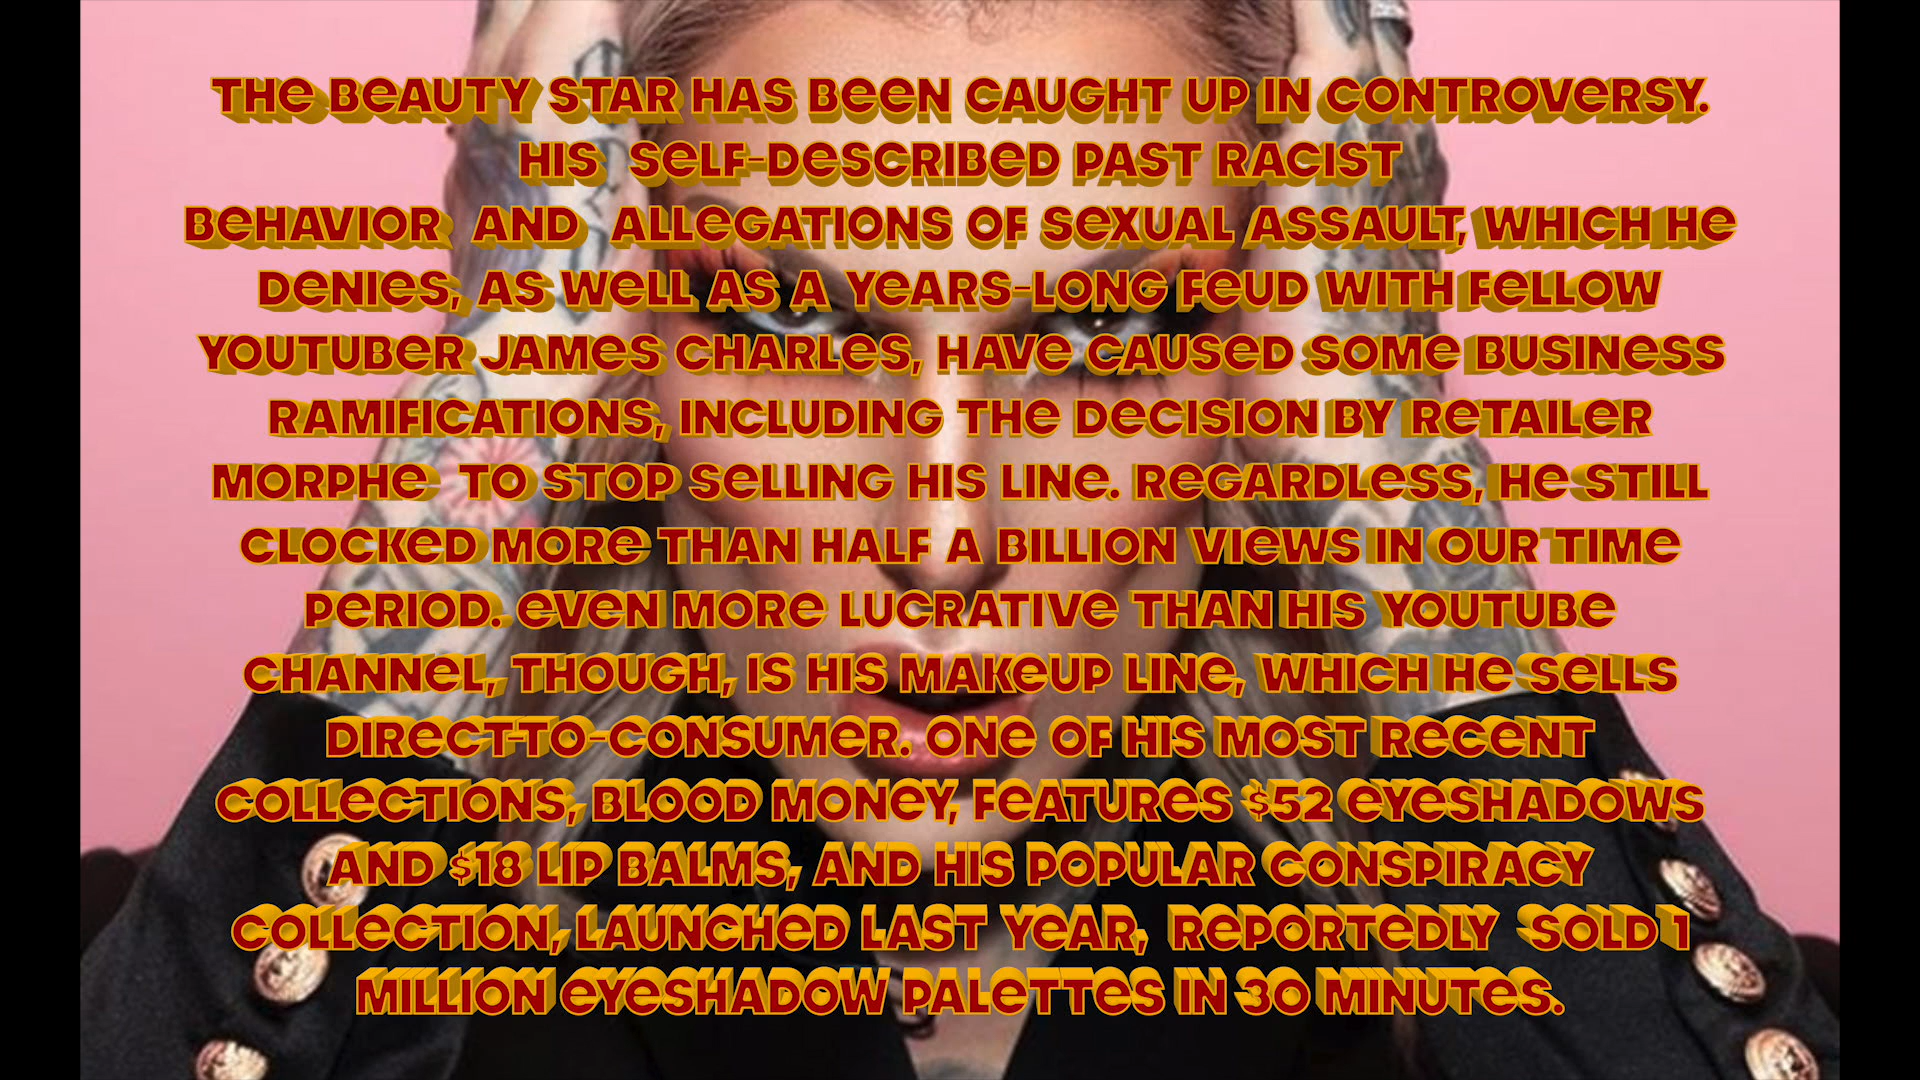 THe BeAUTY STAR HAS BeeN CAUGHT UP IN CONTROVeRSY.
HIS SeLF-DeSCRIBeD PAST RACIST
BeHAVIOR AND ALLeGATIONS OF SeXUAL ASSAULT, WHICH He
DeNIeS, AS WeLL AS A YeARS-LONG FeUD WITH FeLLOW
YOUTUBeR JAMeS CHARLeS, HAVe CAUSeD SOMe BUSINeSS
RAMIFICATIONS, INCLUDING THe DeCISION BY ReTAILeR
MORPHe TO STOP SeLLING HIS LINe. ReGARDLeSS, He STILL
CLOCKeD MORe THAN HALF A BILLION VIeWS IN OUR TIMe
PeRIOD. eVeN MORe LUCRATIVe THAN HIS YOUTUBe
CHANNeL, THOUGH, IS HIS MAKeUP LINe, WHICH He SeLLS
DIReCT-TO-CONSUMeR. ONe OF HIS MOST ReCeNT
COLLeCTIONS, BLOOD MONeY, FeATUReS $52 eYeSHADOWS
AND $18 LIP BALMS, AND HIS POPULAR CONSPIRACY
COLLeCTION, LAUNCHeD LAST YeAR, RePORTeDLY SOLD 1
MILLION eYeSHADOW PALeTTeS IN 30 MINUTeS.